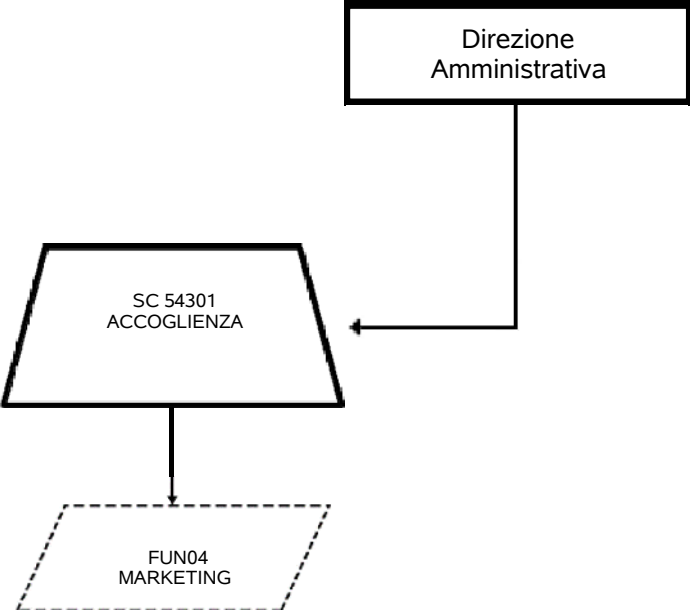 Direzione
Amministrativa
SC 54301
ACCOGLIENZA
FUN04
MARKETING